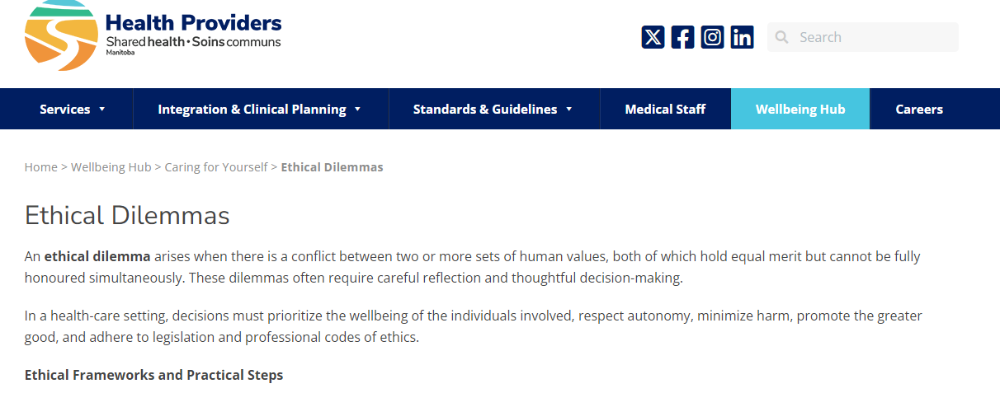 Health Providers
Shared health • Soins communs
Manitoba
Search
Services
Integration & Clinical Planning
Standards & Guidelines
Medical Staff
Wellbeing Hub
Careers
Home > Wellbeing Hub > Caring for Yourself > Ethical Dilemmas
Ethical Dilemmas
An ethical dilemma arises when there is a conflict between two or more sets of human values, both of which hold equal merit but cannot be fully
honoured simultaneously. These dilemmas often require careful reflection and thoughtful decision-making.
In a health-care setting, decisions must prioritize the wellbeing of the individuals involved, respect autonomy, minimize harm, promote the greater
good, and adhere to legislation and professional codes of ethics.
Ethical Frameworks and Practical Steps